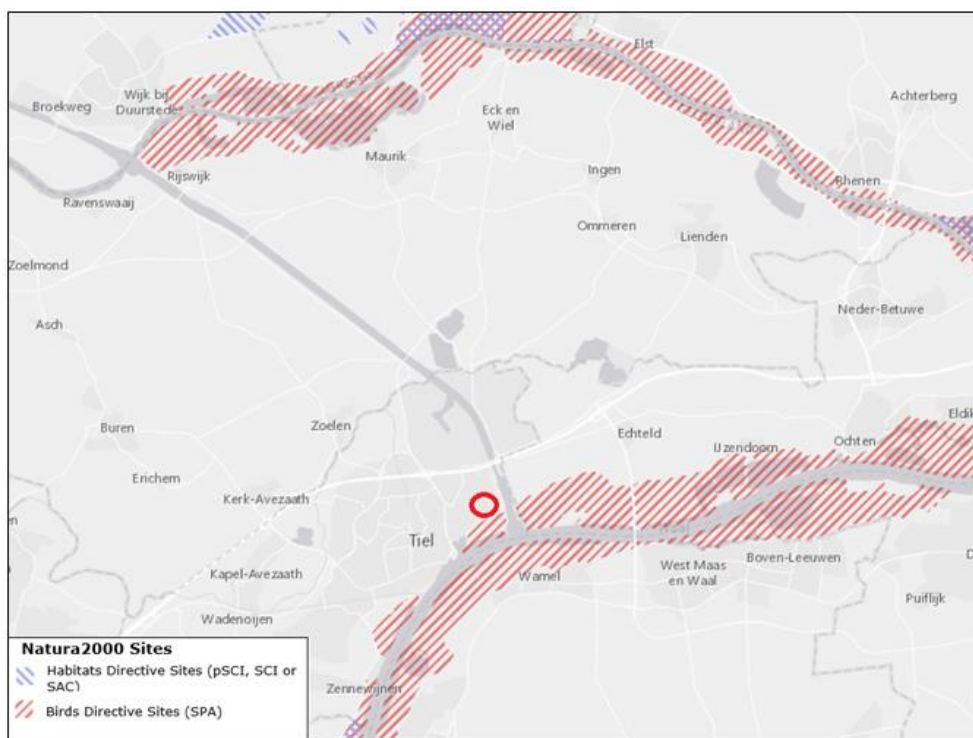 Elst
Wijk bij
Duurstede
Broekweg
Achterberg
Eck en
Wiel
Maurik
Rijswijk
Ingen
Rhenen
Ravenswaaij
Ommeren
Lienden
Zoelmond
Neder-Betuwe
Asch
Buren
Zoelen
Echteld
IJzendoorn
Ochten
Eldik
Erichem
Kerk-Avezaath
Tiel
Kapel-Avezaath
Wamel
West Maas
en Waal
Boven-Leeuwen
Puiflijk
Wadenoijen
Zennewijnen
Natura2000 Sites
Habitats Directive Sites (pSCI, SCI or
SAC)
Birds Directive Sites (SPA)